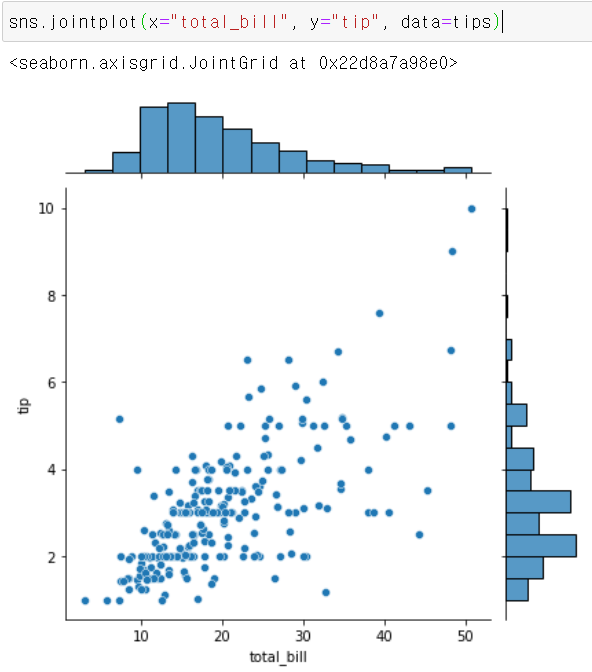 sns.jointplot(x="total_bill", y="tip", data=tips)
<seaborn.axisgrid.JointGrid at 0x22d8a7a98e0>
10
8
6
4
2
tip
10 20 30 40 50
total_bill